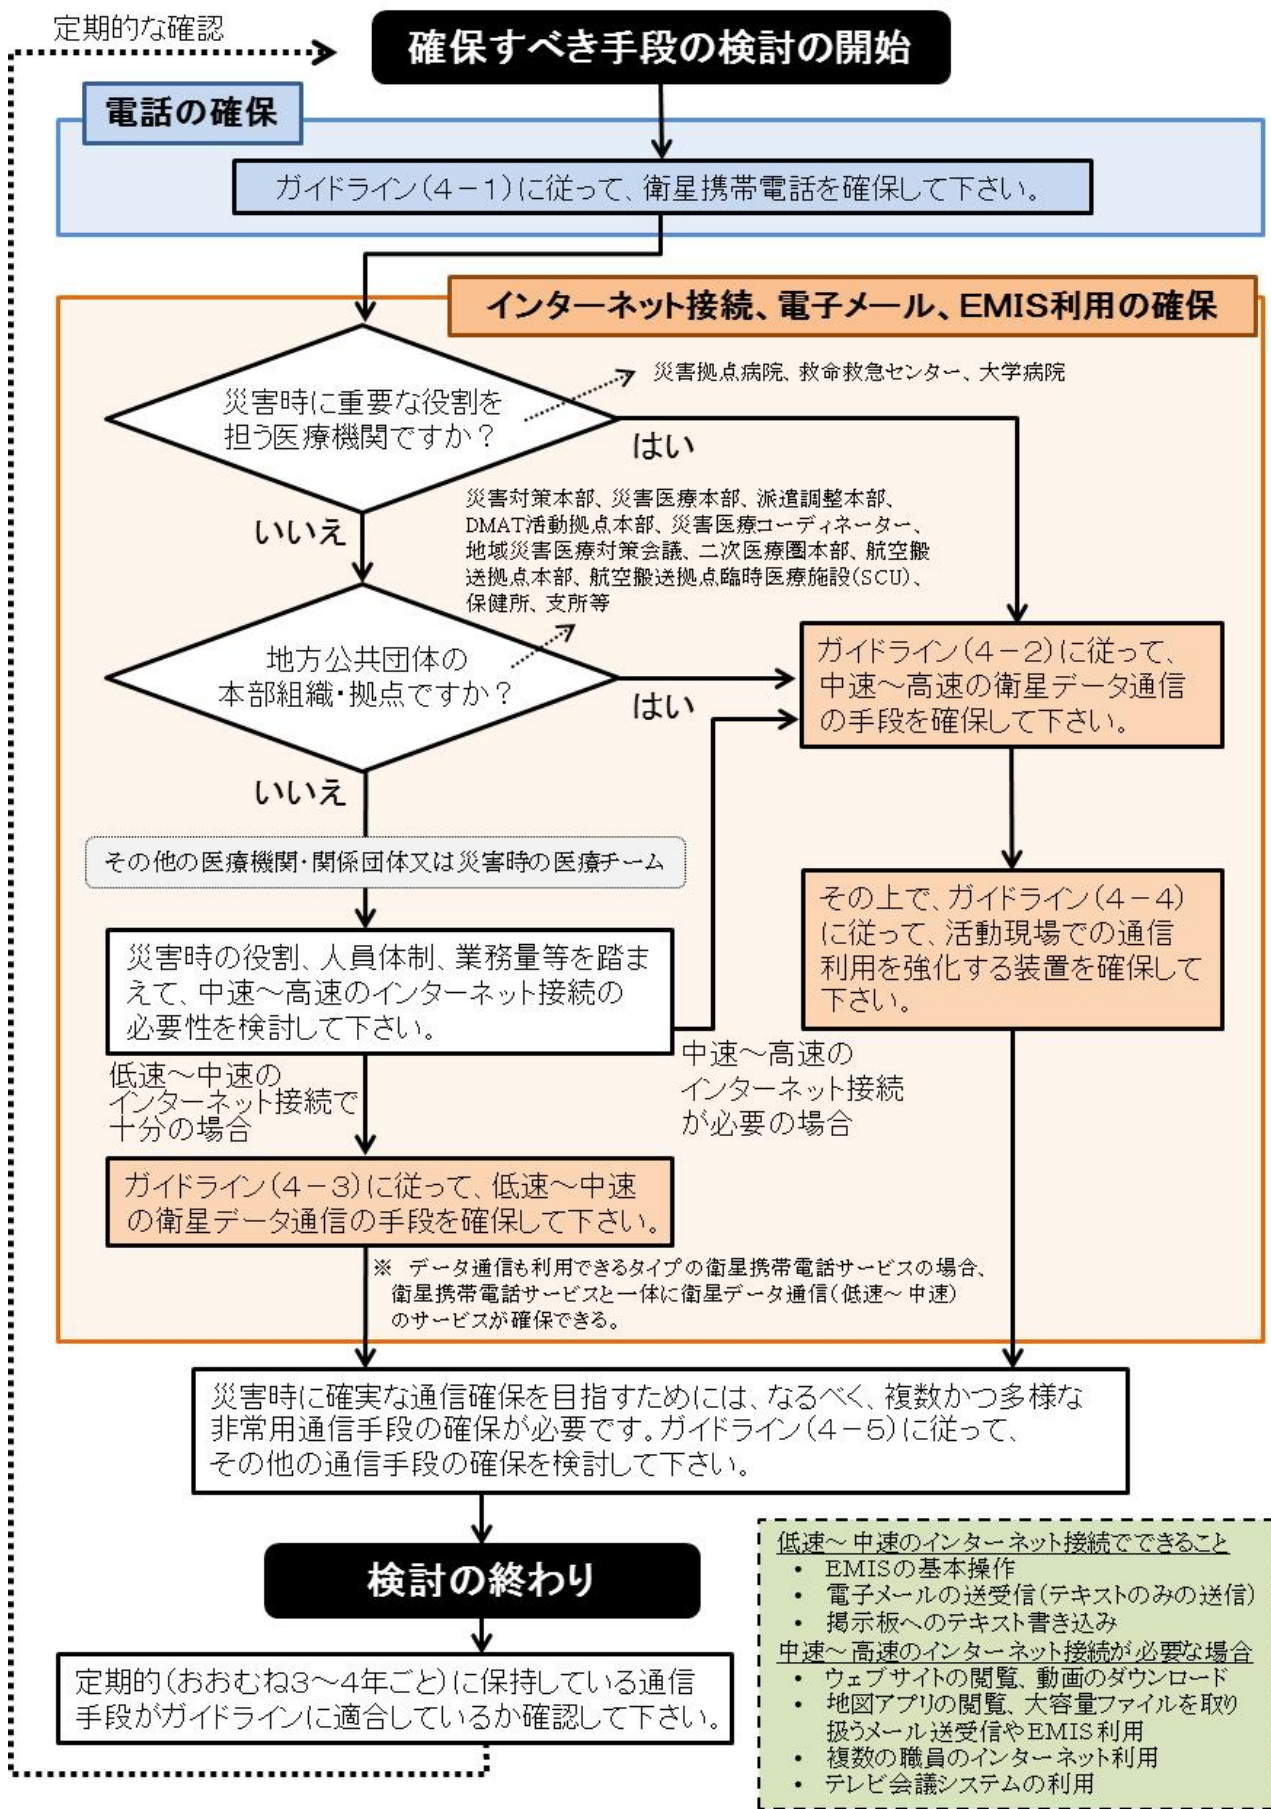 定期的な確認
確保すべき手段の検討の開始
電話の確保
ガイドライン(4-1)に従って、衛星携帯電話を確保して下さい。
インターネット接続、電子メール、EMIS利用の確保
災害時に重要な役割を
担う医療機関ですか?
災害拠点病院、救命救急センター、大学病院
はい
いいえ
災害対策本部、災害医療本部、派遣調整本部、
DMAT活動拠点本部、災害医療コーディネーター、
地域災害医療対策会議、二次医療圏本部、航空搬
送拠点本部、航空搬送拠点臨時医療施設(SCU)、
保健所、支所等
地方公共団体の
本部組織・拠点ですか?
はい
いいえ
ガイドライン(4-2)に従って、
中速~高速の衛星データ通信
の手段を確保して下さい。
その他の医療機関・関係団体又は災害時の医療チーム
その上で、ガイドライン(4-4)
に従って、活動現場での通信
利用を強化する装置を確保して
下さい。
災害時の役割、人員体制、業務量等を踏ま
えて、中速~高速のインターネット接続の
必要性を検討して下さい。
低速~中速の
インターネット接続で
十分の場合
中速~高速の
インターネット接続
が必要の場合
ガイドライン(4-3)に従って、低速~中速
の衛星データ通信の手段を確保して下さい。
※ データ通信も利用できるタイプの衛星携帯電話サービスの場合、
衛星携帯電話サービスと一体に衛星データ通信(低速~中速)
のサービスが確保できる。
災害時に確実な通信確保を目指すためには、なるべく、複数かつ多様な
非常用通信手段の確保が必要です。ガイドライン(4-5)に従って、
その他の通信手段の確保を検討して下さい。
検討の終わり
定期的(おおむね3~4年ごと)に保持している通信
手段がガイドラインに適合しているか確認して下さい。
低速~中速のインターネット接続でできること
• EMISの基本操作
• 電子メールの送受信(テキストのみの送信)
• 掲示板へのテキスト書き込み
中速~高速のインターネット接続が必要な場合
• ウェブサイトの閲覧、動画のダウンロード
• 地図アプリの閲覧、大容量ファイルを取り
扱うメール送受信やEMIS利用
• 複数の職員のインターネット利用
• テレビ会議システムの利用